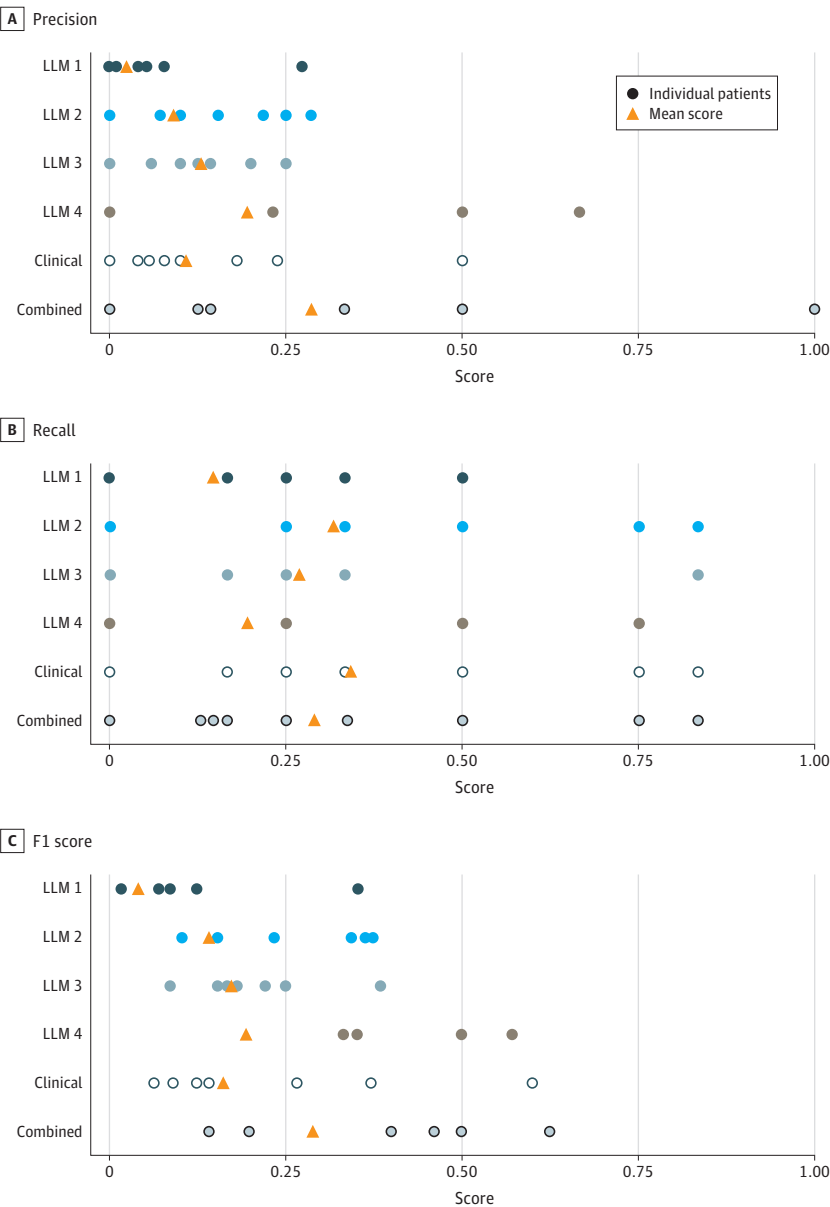 A Precision
LLM 1
Individual patients
Mean score
LLM 2
LLM 3
LLM 4
Clinical
Combined
0 0.25 0.50 0.75 1.00
Score
B Recall
LLM 1
LLM 2
LLM 3
LLM 4
Clinical
Combined
0 0.25 0.50 0.75 1.00
Score
C F1 score
LLM 1
LLM 2
LLM 3
LLM 4
Clinical
Combined
0 0.25 0.50 0.75 1.00
Score